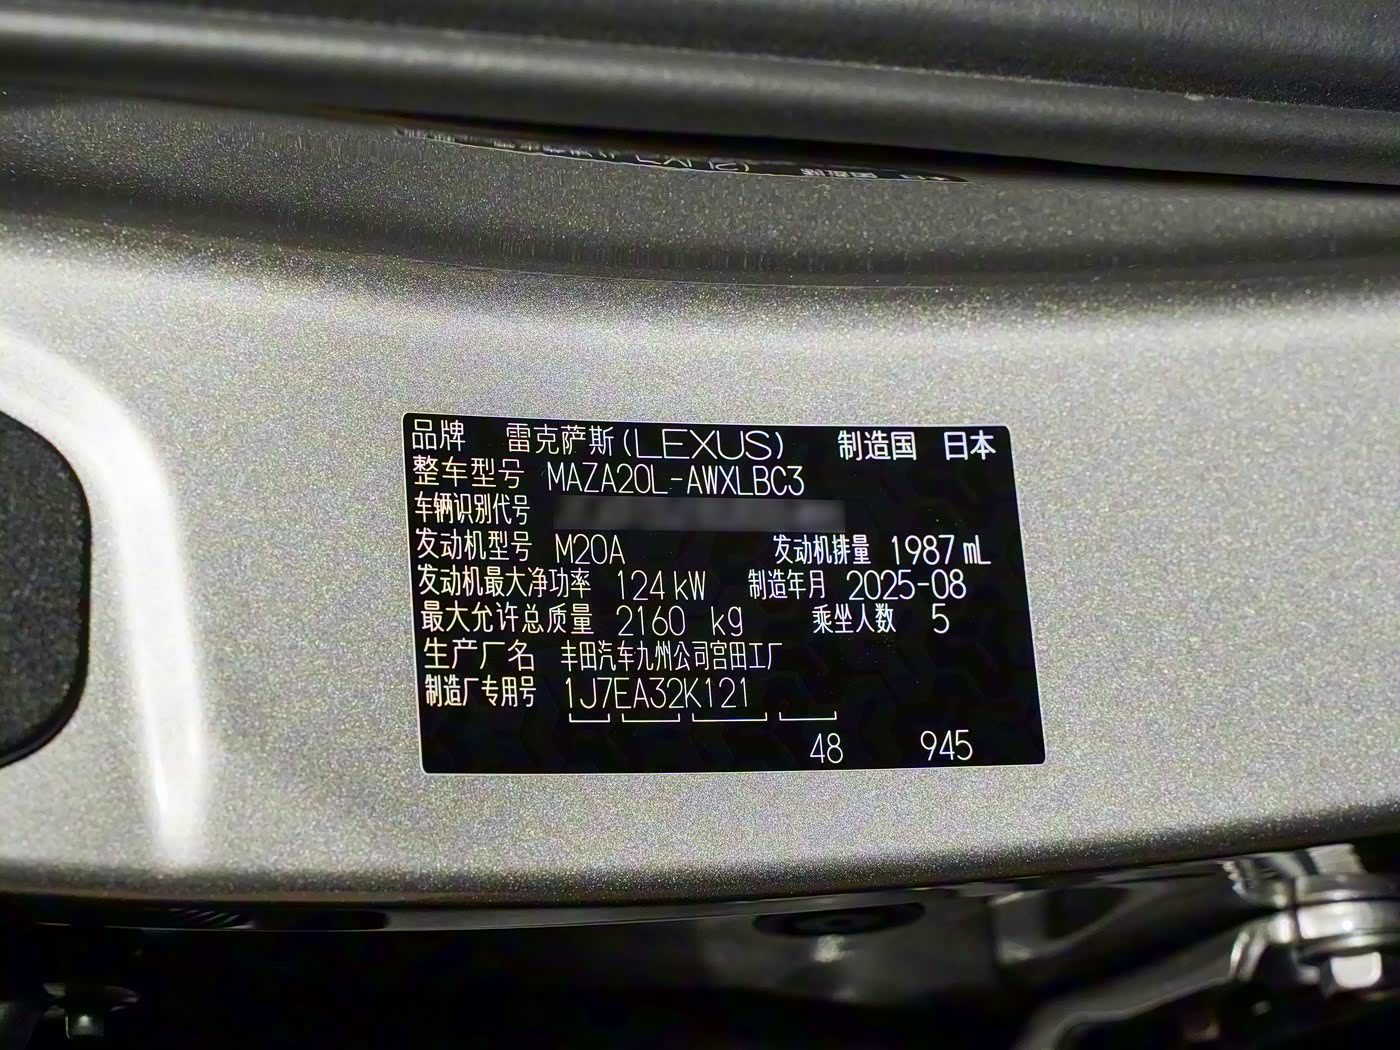 品牌 雷克萨斯(LEXUS) 制造国 日本
整车型号 MAZA20L-AWXLBC3
车辆识别代号
发动机型号 M20A 发动机排量 1987 mL
发动机最大净功率 124 kW 制造年月 2025-08
最大允许总质量 2160 kg 乘坐人数 5
生产厂名 丰田汽车九州公司宫田工厂
制造厂专用号 1J7EA32K121
48 945